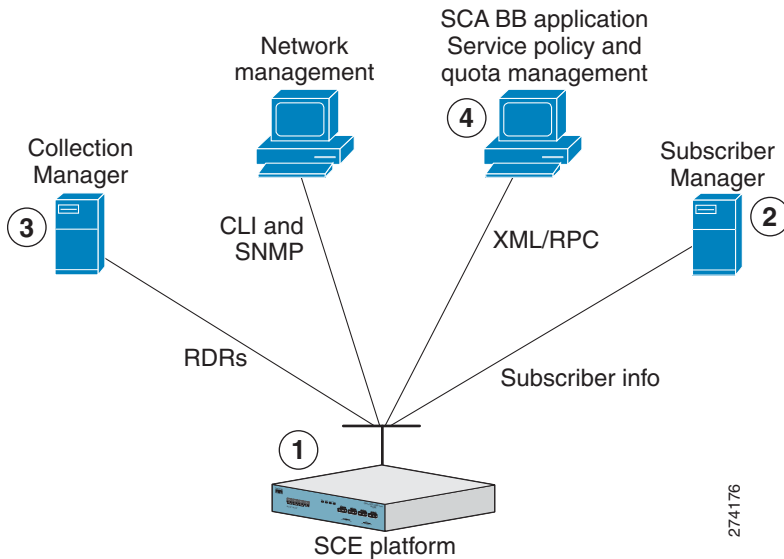 SCA BB application
Service policy and
quota management
Network
management
4
Collection
Manager
Subscriber
Manager
3
2
CLI and
SNMP
XML/RPC
RDRs
Subscriber info
1
SCE platform
274176